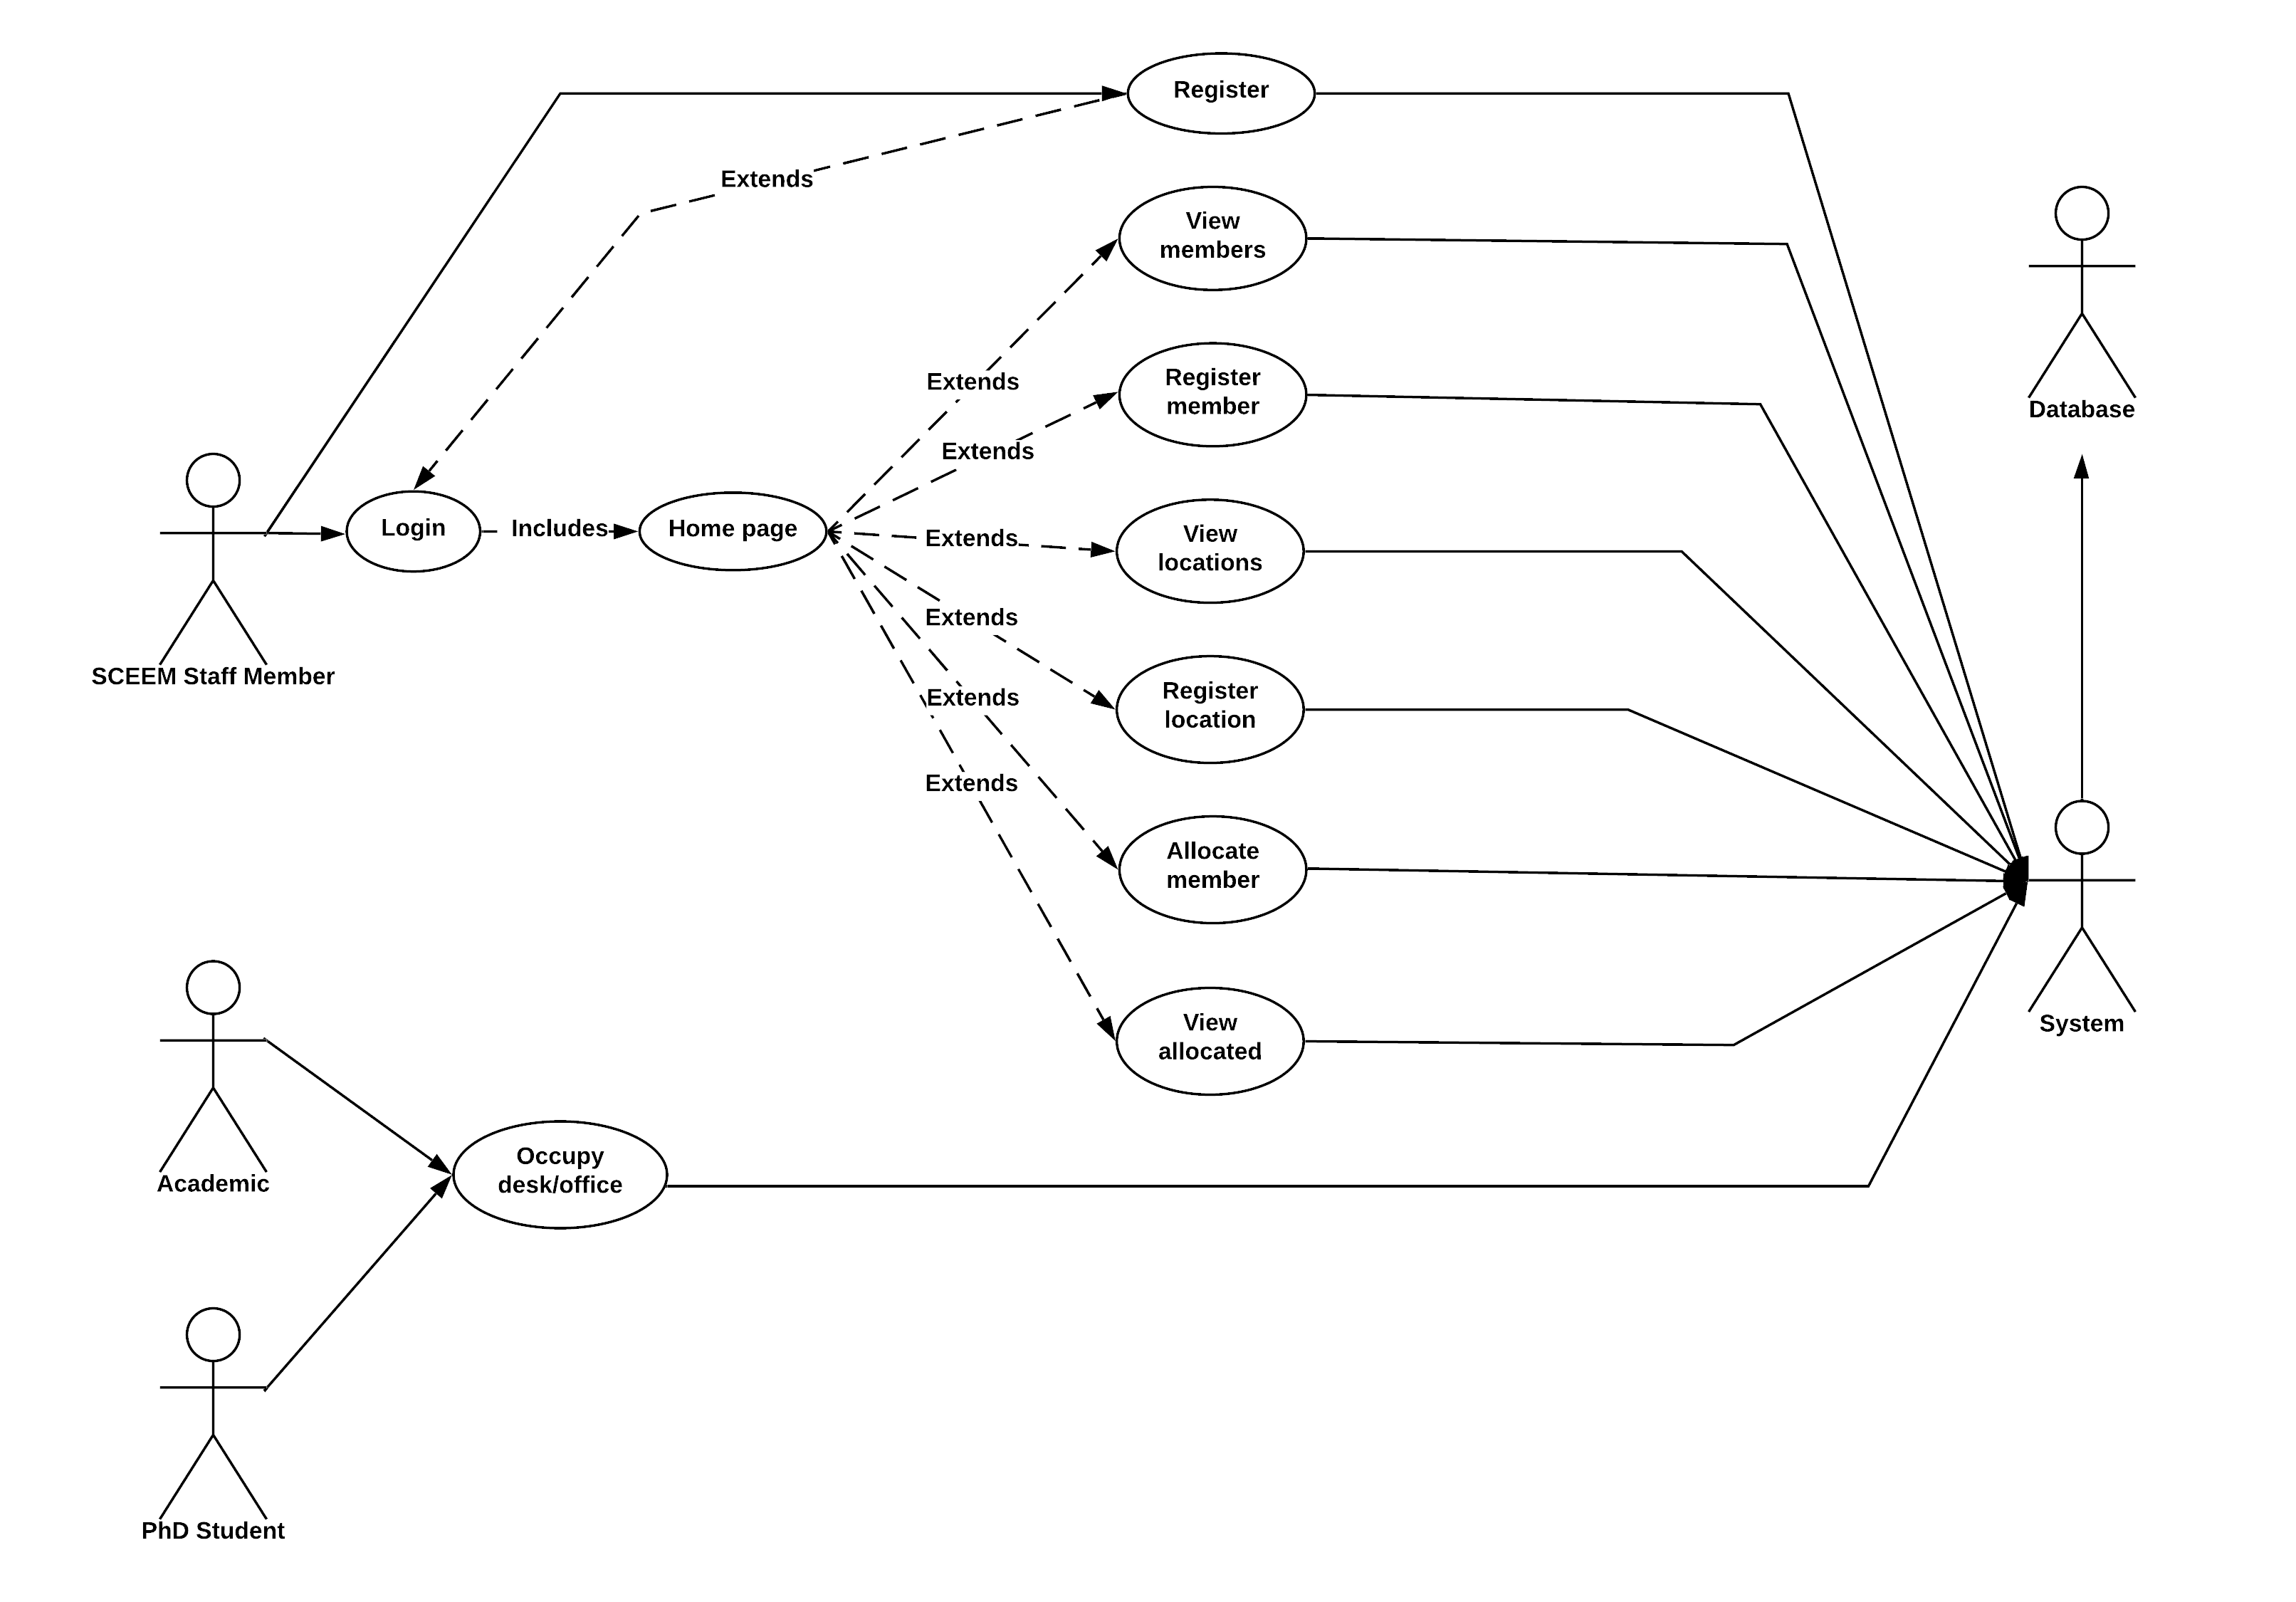 Register
Extends
View
members
Extends
Register
member
Database
Extends
Login
Includes
Home page
Extends
View
locations
Extends
SCEEM Staff Member
Register
location
Extends
Extends
Allocate
member
View
allocated
System
Academic
Occupy
desk/office
PhD Student